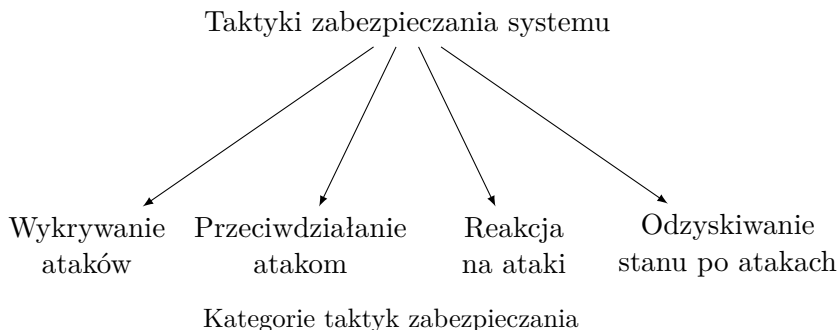 Taktyki zabezpieczania systemu
Wykrywanie
ataków
Przeciwdziałanie
atakom
Reakcja
na ataki
Odzyskiwanie
stanu po atakach
Kategorie taktyk zabezpieczania